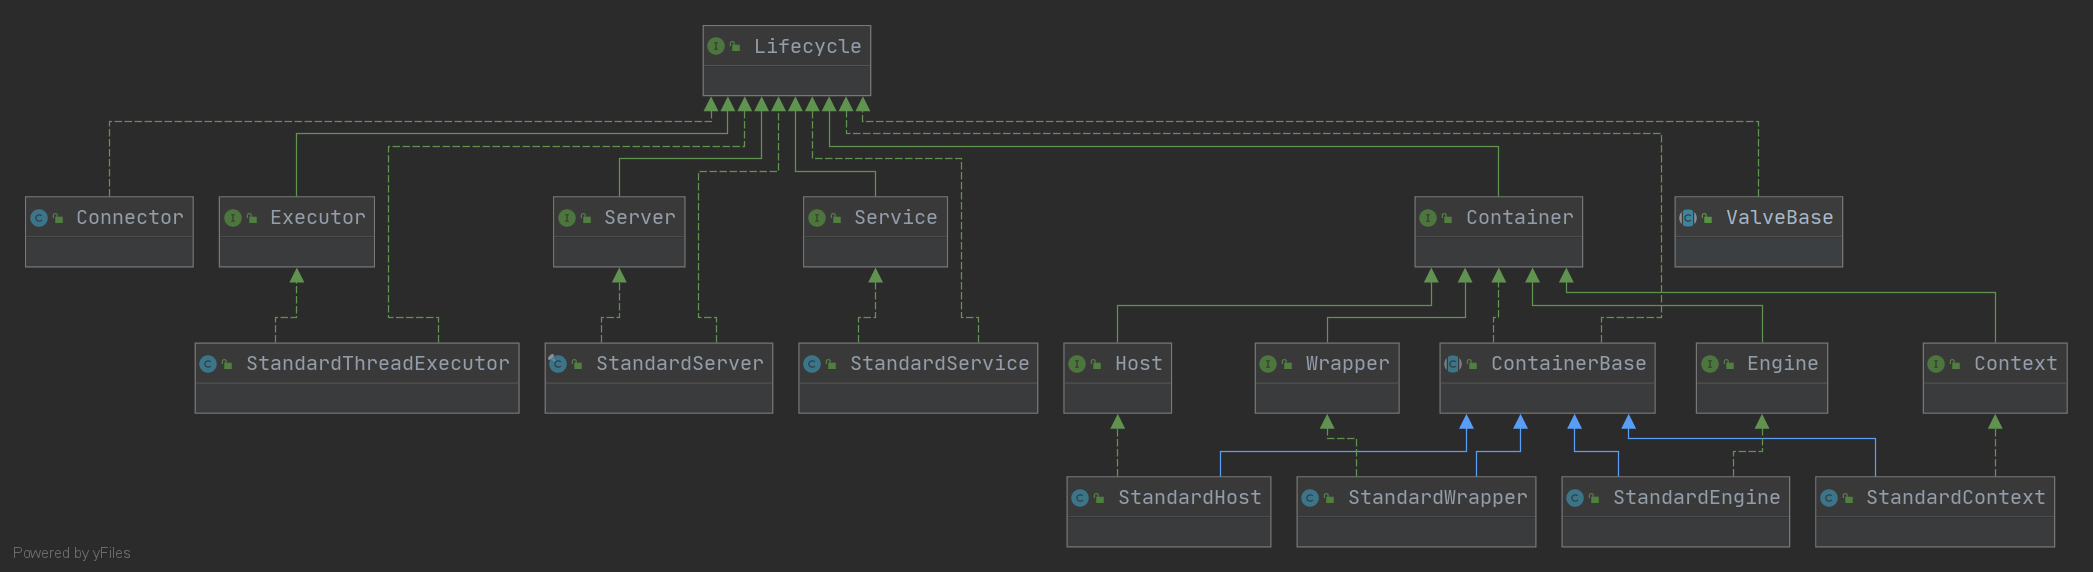 Lifecycle
Connector
Executor
Server
Service
Container
ValveBase
StandardThreadExecutor
StandardServer
StandardService
Host
Wrapper
ContainerBase
Engine
Context
StandardHost
StandardWrapper
StandardEngine
StandardContext
Powered by yFiles